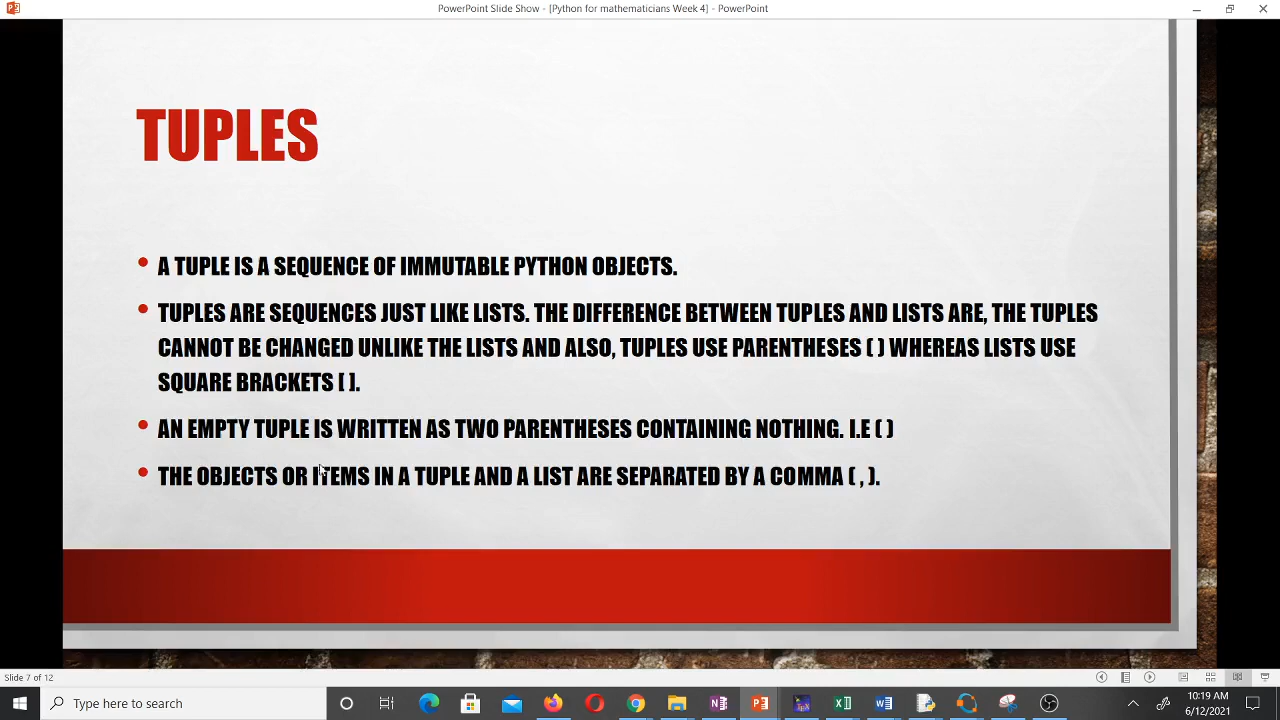 PowerPoint Slide Show - [Python for mathematicians Week 4] - PowerPoint
TUPLES
• A TUPLE IS A SEQUENCE OF IMMUTABLE PYTHON OBJECTS.
• TUPLES ARE SEQUENCES JUST LIKE LISTS. THE DIFFERENCE BETWEEN TUPLES AND LISTS ARE, THE TUPLES
CANNOT BE CHANGED UNLIKE THE LISTS AND ALSO, TUPLES USE PARENTHESES ( ) WHEREAS LISTS USE
SQUARE BRACKETS [ ].
• AN EMPTY TUPLE IS WRITTEN AS TWO PARENTHESES CONTAINING NOTHING. I.E ( )
• THE OBJECTS OR ITEMS IN A TUPLE AND A LIST ARE SEPARATED BY A COMMA ( , ).
Slide 7 of 12
Type here to search
10:19 AM
6/12/2021